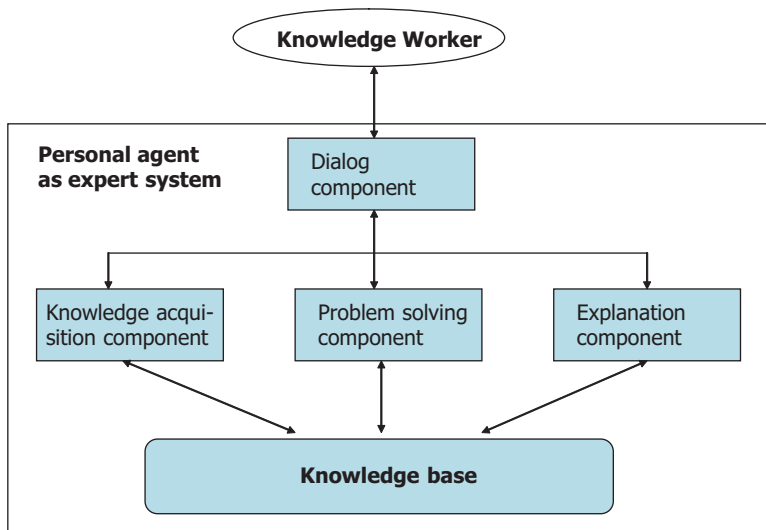 Knowledge Worker
Personal agent
as expert system
Dialog
component
Knowledge acqui-
sition component
Problem solving
component
Explanation
component
Knowledge base